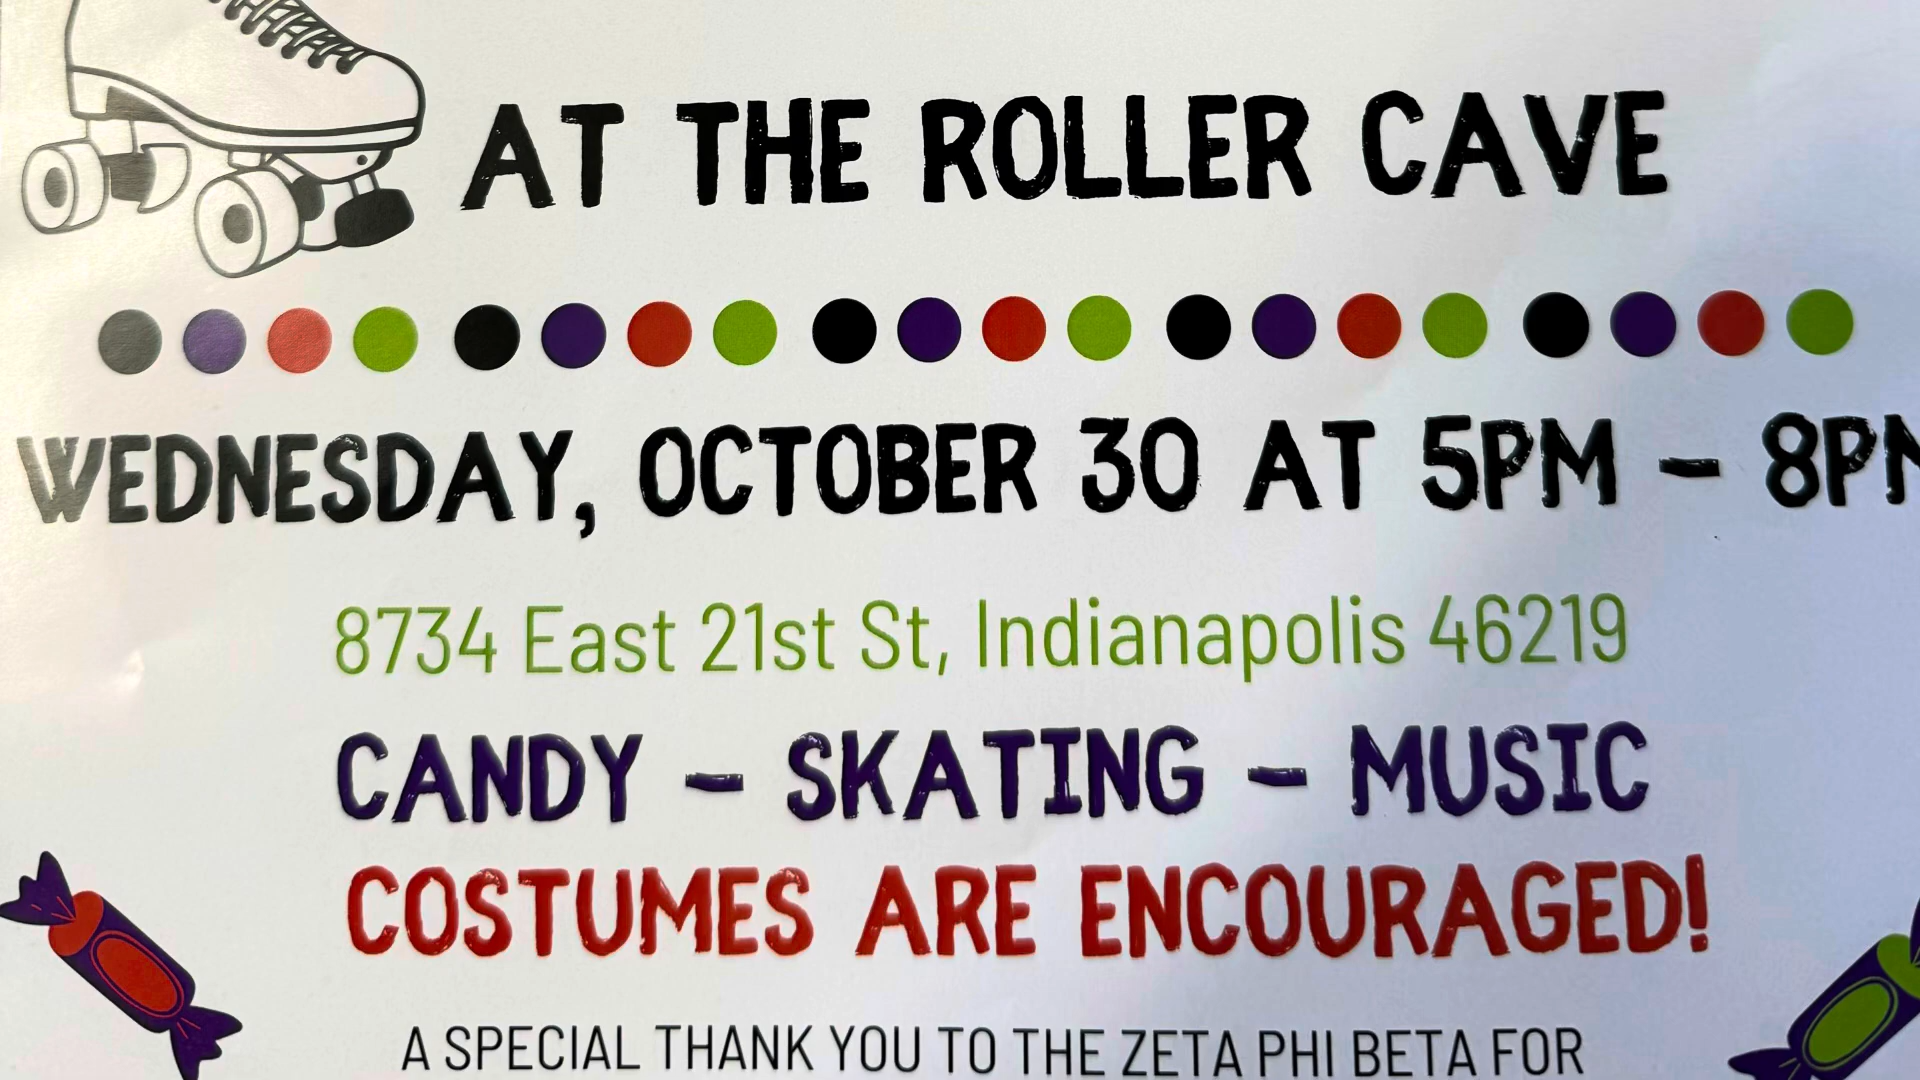 AT THE ROLLER CAVE
WEDNESDAY, OCTOBER 30 AT 5PM – 8PM
8734 East 21st St, Indianapolis 46219
CANDY – SKATING – MUSIC
COSTUMES ARE ENCOURAGED!
A SPECIAL THANK YOU TO THE ZETA PHI BETA FOR